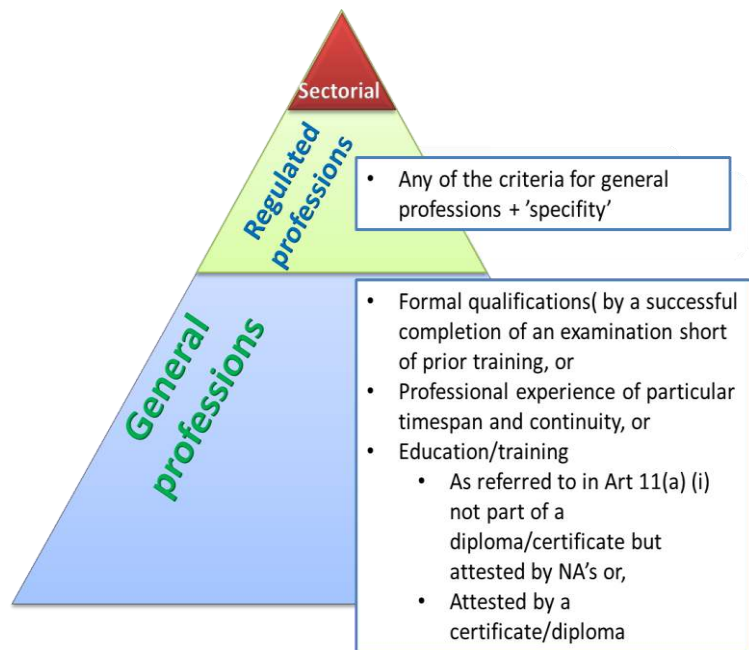 Sectorial
Regulated
professions
• Any of the criteria for general
professions + 'specifity'
General
professions
• Formal qualifications( by a successful
completion of an examination short
of prior training, or
• Professional experience of particular
timespan and continuity, or
• Education/training
• As referred to in Art 11(a) (i)
not part of a
diploma/certificate but
attested by NA's or,
• Attested by a
certificate/diploma